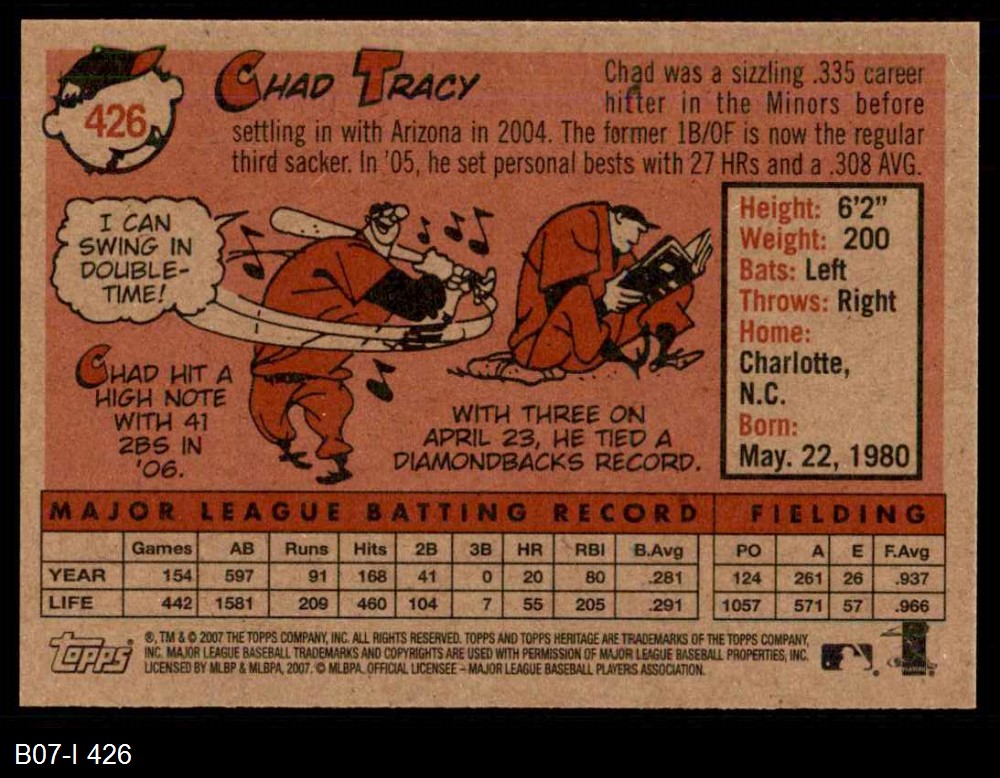 426
CHAD TRACY
Chad was a sizzling .335 career
hitter in the Minors before
settling in with Arizona in 2004. The former 1B/OF is now the regular
third sacker. In '05, he set personal bests with 27 HRs and a .308 AVG.
I CAN
SWING IN
DOUBLE-
TIME!
CHAD HIT A
HIGH NOTE
WITH 41
2BS IN
'06.
WITH THREE ON
APRIL 23, HE TIED A
DIAMONDBACKS RECORD.
Height: 6'2"
Weight: 200
Bats: Left
Throws: Right
Home:
Charlotte,
N.C.
Born:
May. 22, 1980
MAJOR LEAGUE BATTING RECORD FIELDING
Games AB Runs Hits 2B 3B HR RBI B.Avg PO A E F.Avg
YEAR 154 597 91 168 41 0 20 80 .281 124 261 26 .937
LIFE 442 1581 209 460 104 7 55 205 .291 1057 571 57 .966
Topps
®, TM & © 2007 THE TOPPS COMPANY, INC. ALL RIGHTS RESERVED. TOPPS AND TOPPS HERITAGE ARE TRADEMARKS OF THE TOPPS COMPANY,
INC. MAJOR LEAGUE BASEBALL TRADEMARKS AND COPYRIGHTS ARE USED WITH PERMISSION OF MAJOR LEAGUE BASEBALL PROPERTIES, INC.
LICENSED BY MLBP & MLBPA, 2007. © MLBPA. OFFICIAL LICENSEE – MAJOR LEAGUE BASEBALL PLAYERS ASSOCIATION.
B07-I 426